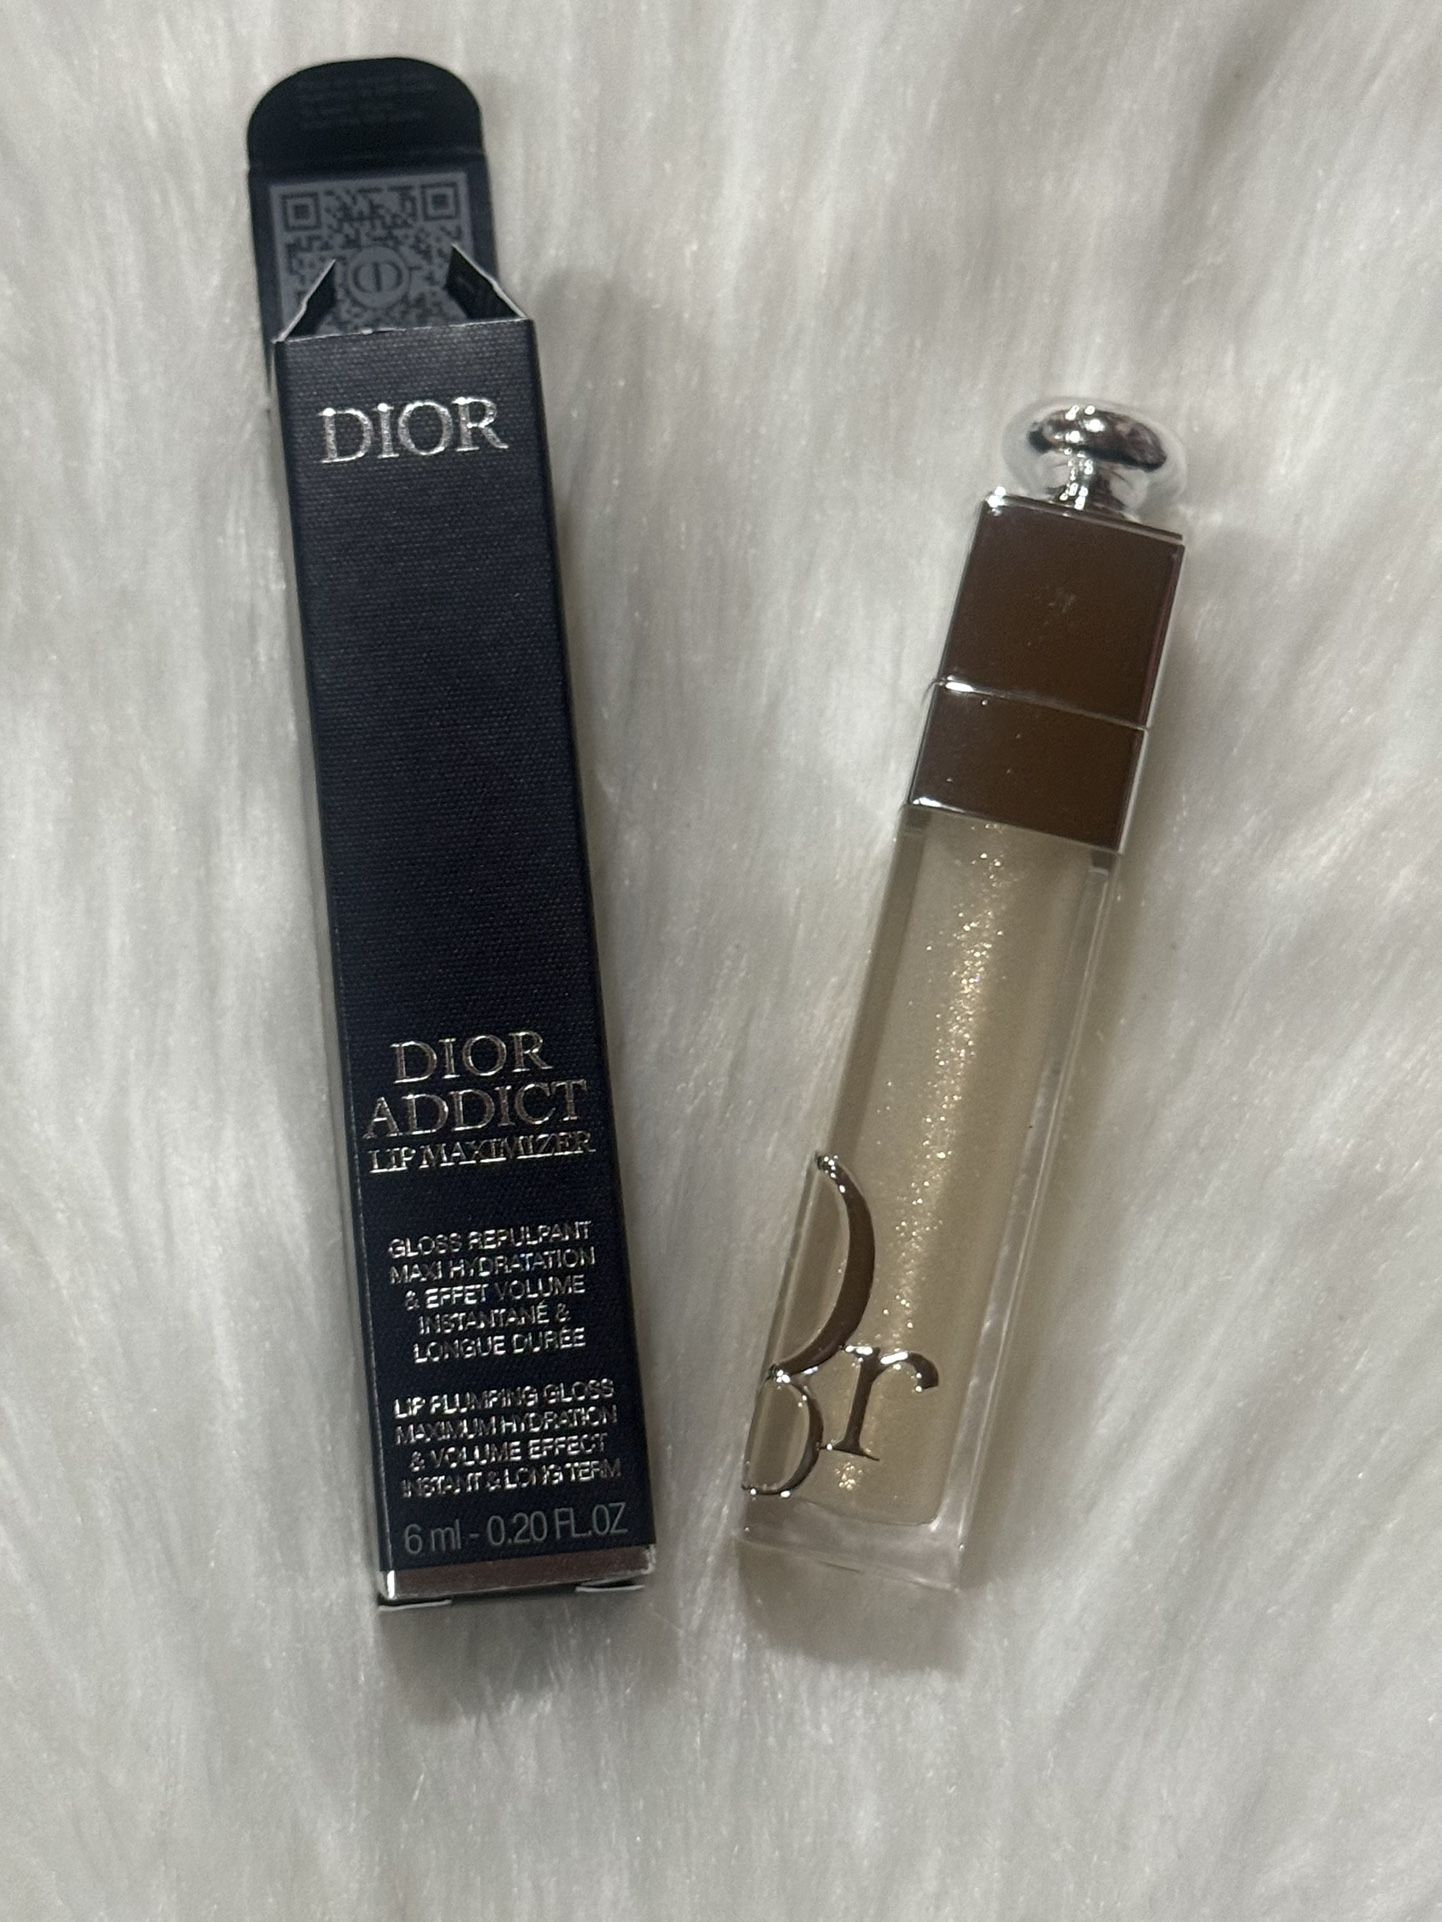 DIOR
DIOR
ADDICT
LIP MAXIMIZER
GLOSS REPULPANT
MAXI HYDRATATION
& EFFET VOLUME
INSTANTANÉ &
LONGUE DURÉE
LIP PLUMPING GLOSS
MAXIMUM HYDRATION
& VOLUME EFFECT
INSTANT & LONG TERM
6 ml - 0.20 FL.OZ
Dr